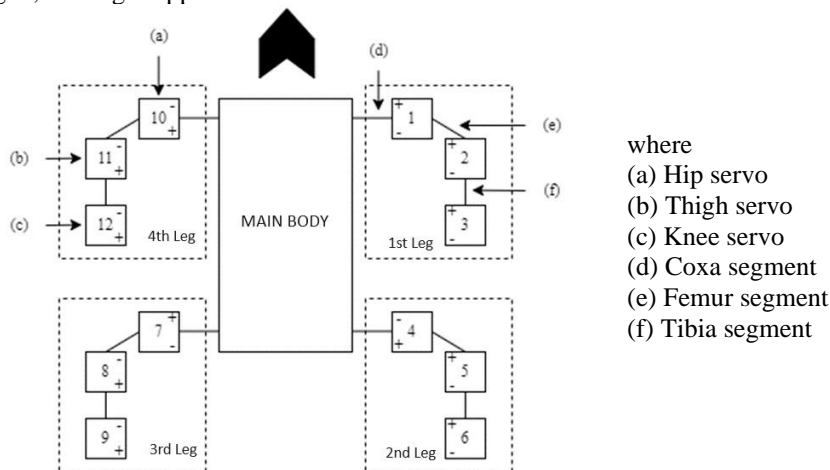 (a)
(d)
- 10 +
+ 1 -
(e)
(b)
11 - +
+ 2 -
where
(a) Hip servo
(f)
(b) Thigh servo
(c)
12 - +
MAIN BODY
+ 3 -
(c) Knee servo
4th Leg
1st Leg
(d) Coxa segment
(e) Femur segment
7 + -
- 4 +
(f) Tibia segment
8 - +
+ 5 -
9 - +
+ 6 -
3rd Leg
2nd Leg